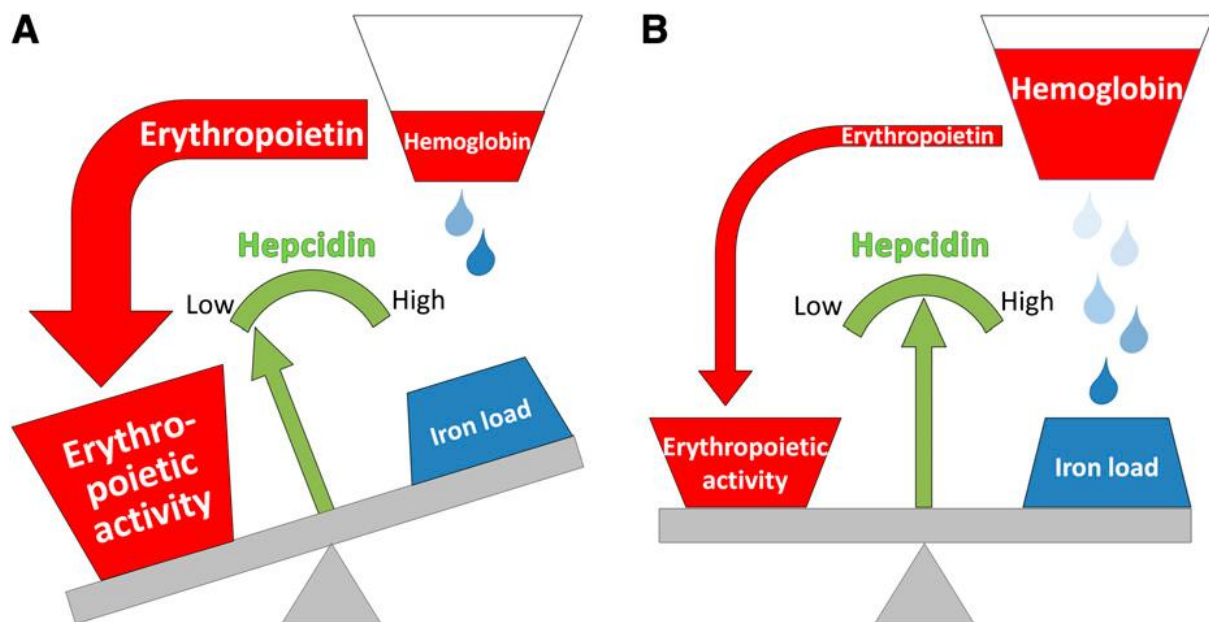 A
Erythropoietin
Hemoglobin
Hepcidin
Low
High
Erythro-
poietic
activity
Iron load
B
Hemoglobin
Erythropoietin
Hepcidin
Low
High
Erythropoietic
activity
Iron load